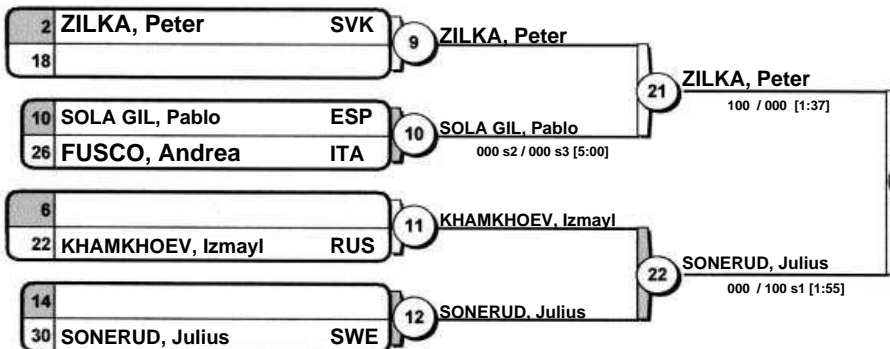 2 ZILKA, Peter SVK
18
9 ZILKA, Peter
10 SOLA GIL, Pablo ESP
26 FUSCO, Andrea ITA
10 SOLA GIL, Pablo
000 s2 / 000 s3 [5:00]
21 ZILKA, Peter
100 / 000 [1:37]
6
22 KHAMKHOEV, Izmayl RUS
11 KHAMKHOEV, Izmayl
14
30 SONERUD, Julius SWE
12 SONERUD, Julius
22 SONERUD, Julius
000 / 100 s1 [1:55]